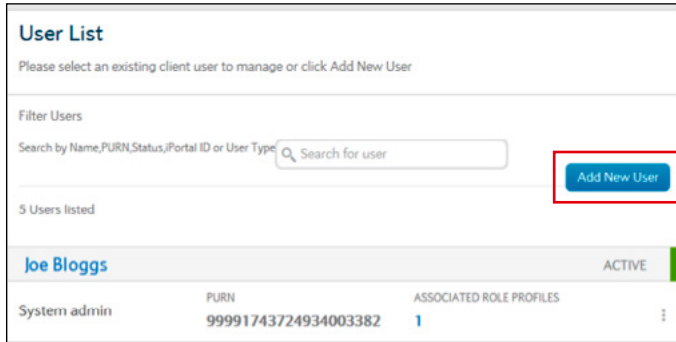 User List
Please select an existing client user to manage or click Add New User
Filter Users
Search by Name,PURN,Status,iPortal ID or User Type
Search for user
Add New User
5 Users listed
Joe Bloggs
ACTIVE
System admin
PURN
ASSOCIATED ROLE PROFILES
99991743724934003382
1